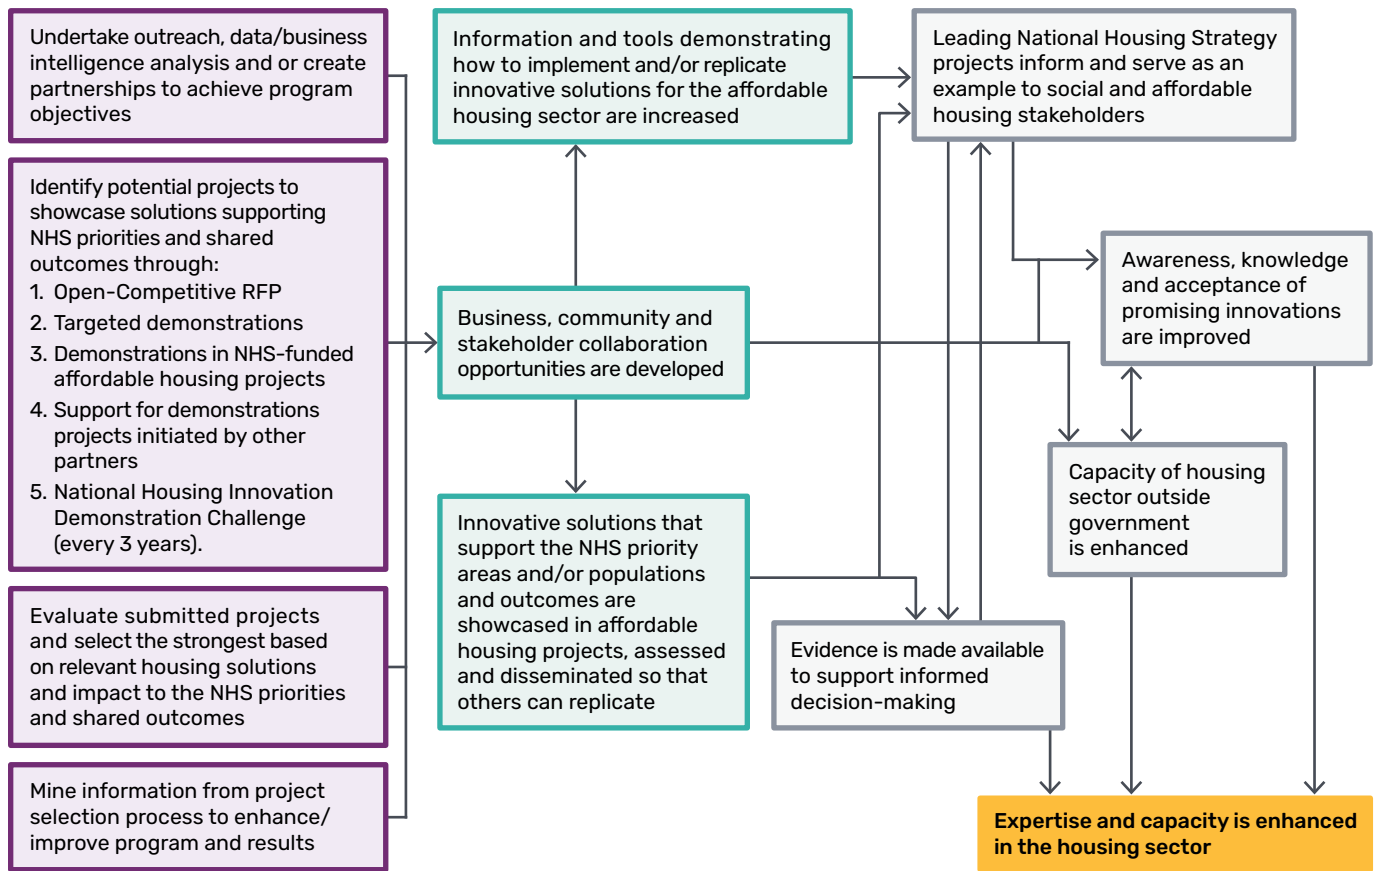 Undertake outreach, data/business
intelligence analysis and or create
partnerships to achieve program
objectives
Identify potential projects to
showcase solutions supporting
NHS priorities and shared
outcomes through:
1. Open-Competitive RFP
2. Targeted demonstrations
3. Demonstrations in NHS-funded
affordable housing projects
4. Support for demonstrations
projects initiated by other
partners
5. National Housing Innovation
Demonstration Challenge
(every 3 years).
Evaluate submitted projects
and select the strongest based
on relevant housing solutions
and impact to the NHS priorities
and shared outcomes
Mine information from project
selection process to enhance/
improve program and results
Information and tools demonstrating
how to implement and/or replicate
innovative solutions for the affordable
housing sector are increased
Business, community and
stakeholder collaboration
opportunities are developed
Innovative solutions that
support the NHS priority
areas and/or populations
and outcomes are
showcased in affordable
housing projects, assessed
and disseminated so that
others can replicate
Leading National Housing Strategy
projects inform and serve as an
example to social and affordable
housing stakeholders
Awareness, knowledge
and acceptance of
promising innovations
are improved
Capacity of housing
sector outside
government
is enhanced
Evidence is made available
to support informed
decision-making
Expertise and capacity is enhanced
in the housing sector